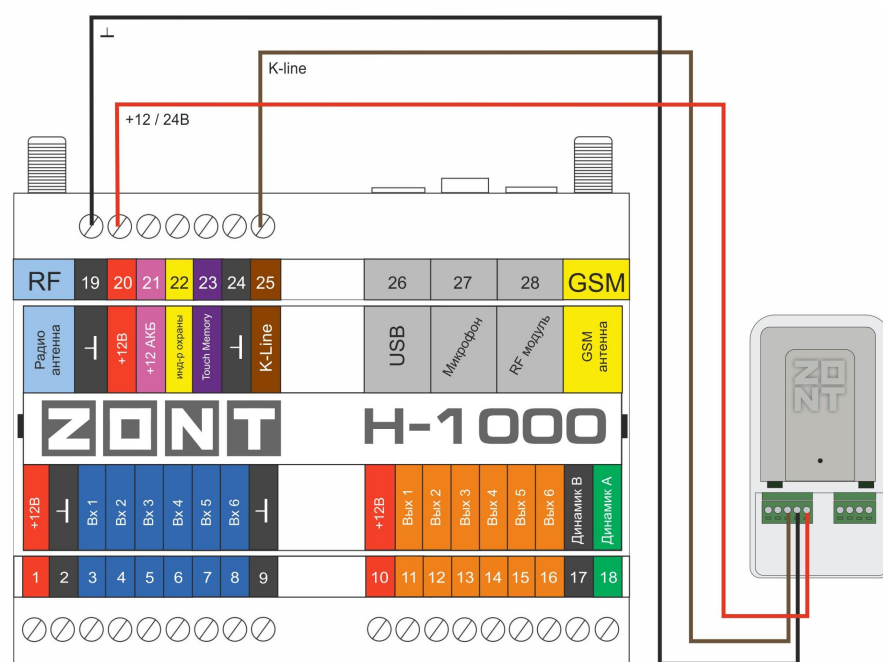 ⊥
K-line
+12 / 24В
RF 19 20 21 22 23 24 25 26 27 28 GSM
Радио
антенна
⊥
+12В
+12 АКБ
инд-р охраны
Touch Memory
⊥
K-Line
USB
Микрофон
RF модуль
GSM
антенна
ZONT H-1000
ZONT
+12В
⊥
Вх 1
Вх 2
Вх 3
Вх 4
Вх 5
Вх 6
⊥
+12В
Вых 1
Вых 2
Вых 3
Вых 4
Вых 5
Вых 6
Динамик В
Динамик А
1 2 3 4 5 6 7 8 9 10 11 12 13 14 15 16 17 18